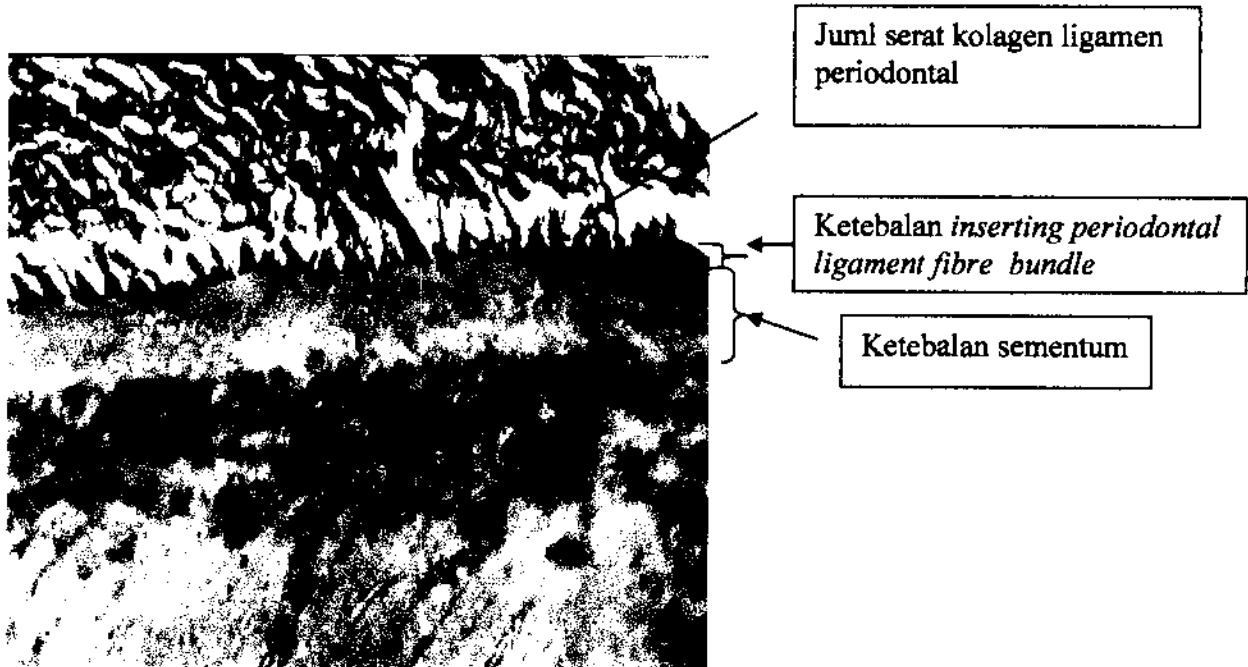 Juml serat kolagen ligamen
periodontal
Ketebalan inserting periodontal
ligament fibre bundle
Ketebalan sementum